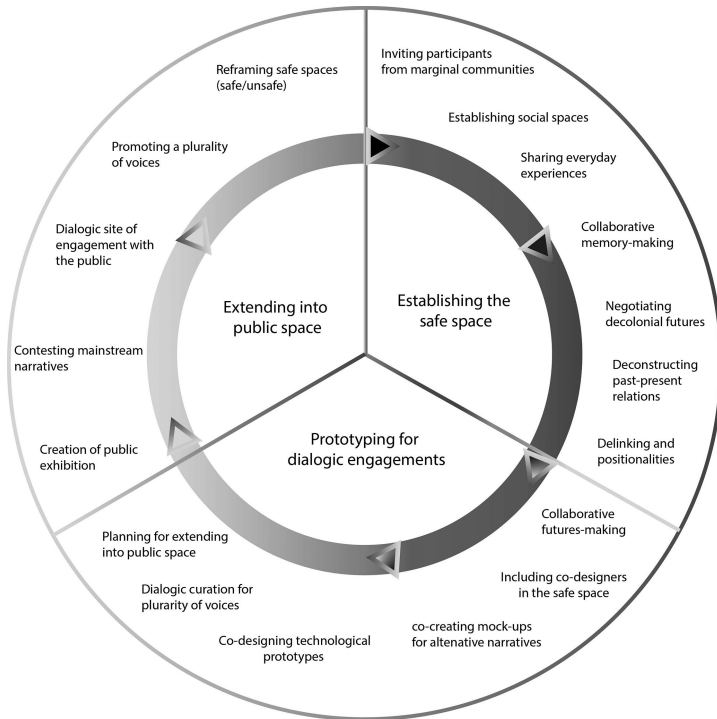 Reframing safe spaces
(safe/unsafe)
Inviting participants
from marginal communities
Establishing social spaces
Promoting a plurality
of voices
Sharing everyday
experiences
Dialogic site of
engagement with
the public
Collaborative
memory-making
Extending into
public space
Establishing the
safe space
Negotiating
decolonial futures
Contesting mainstream
narratives
Deconstructing
past-present
relations
Prototyping for
dialogic engagements
Creation of public
exhibition
Delinking and
positionalities
Collaborative
futures-making
Planning for extending
into public space
Including co-designers
in the safe space
Dialogic curation for
plurarity of voices
co-creating mock-ups
for altenative narratives
Co-designing technological
prototypes